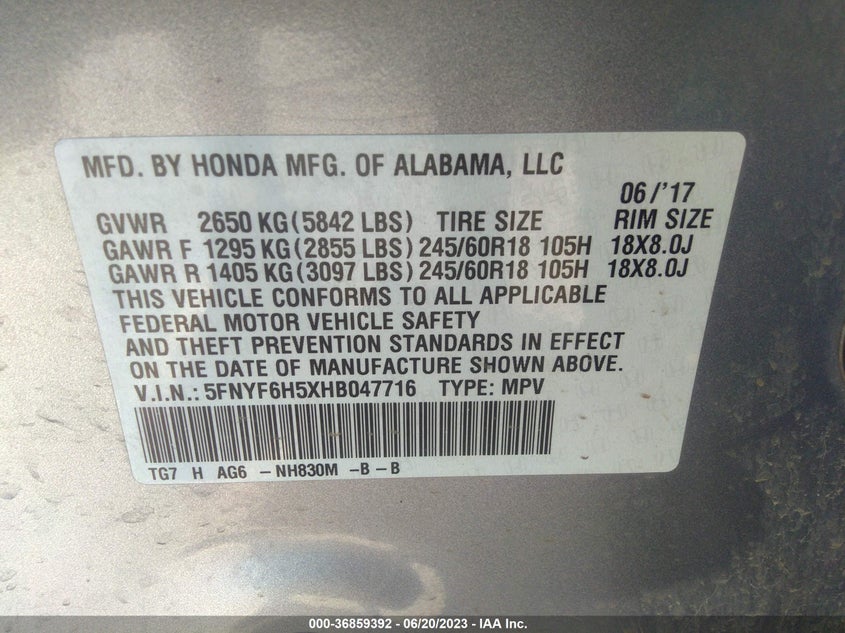 MFD. BY HONDA MFG. OF ALABAMA, LLC
06/'17
GVWR 2650 KG(5842 LBS) TIRE SIZE RIM SIZE
GAWR F 1295 KG(2855 LBS) 245/60R18 105H 18X8.0J
GAWR R 1405 KG(3097 LBS) 245/60R18 105H 18X8.0J
THIS VEHICLE CONFORMS TO ALL APPLICABLE
FEDERAL MOTOR VEHICLE SAFETY
AND THEFT PREVENTION STANDARDS IN EFFECT
ON THE DATE OF MANUFACTURE SHOWN ABOVE.
V.I.N.: 5FNYF6H5XHB047716 TYPE: MPV
TG7 H AG6 - NH830M -B - B
000-36859392 - 06/20/2023 - IAA Inc.